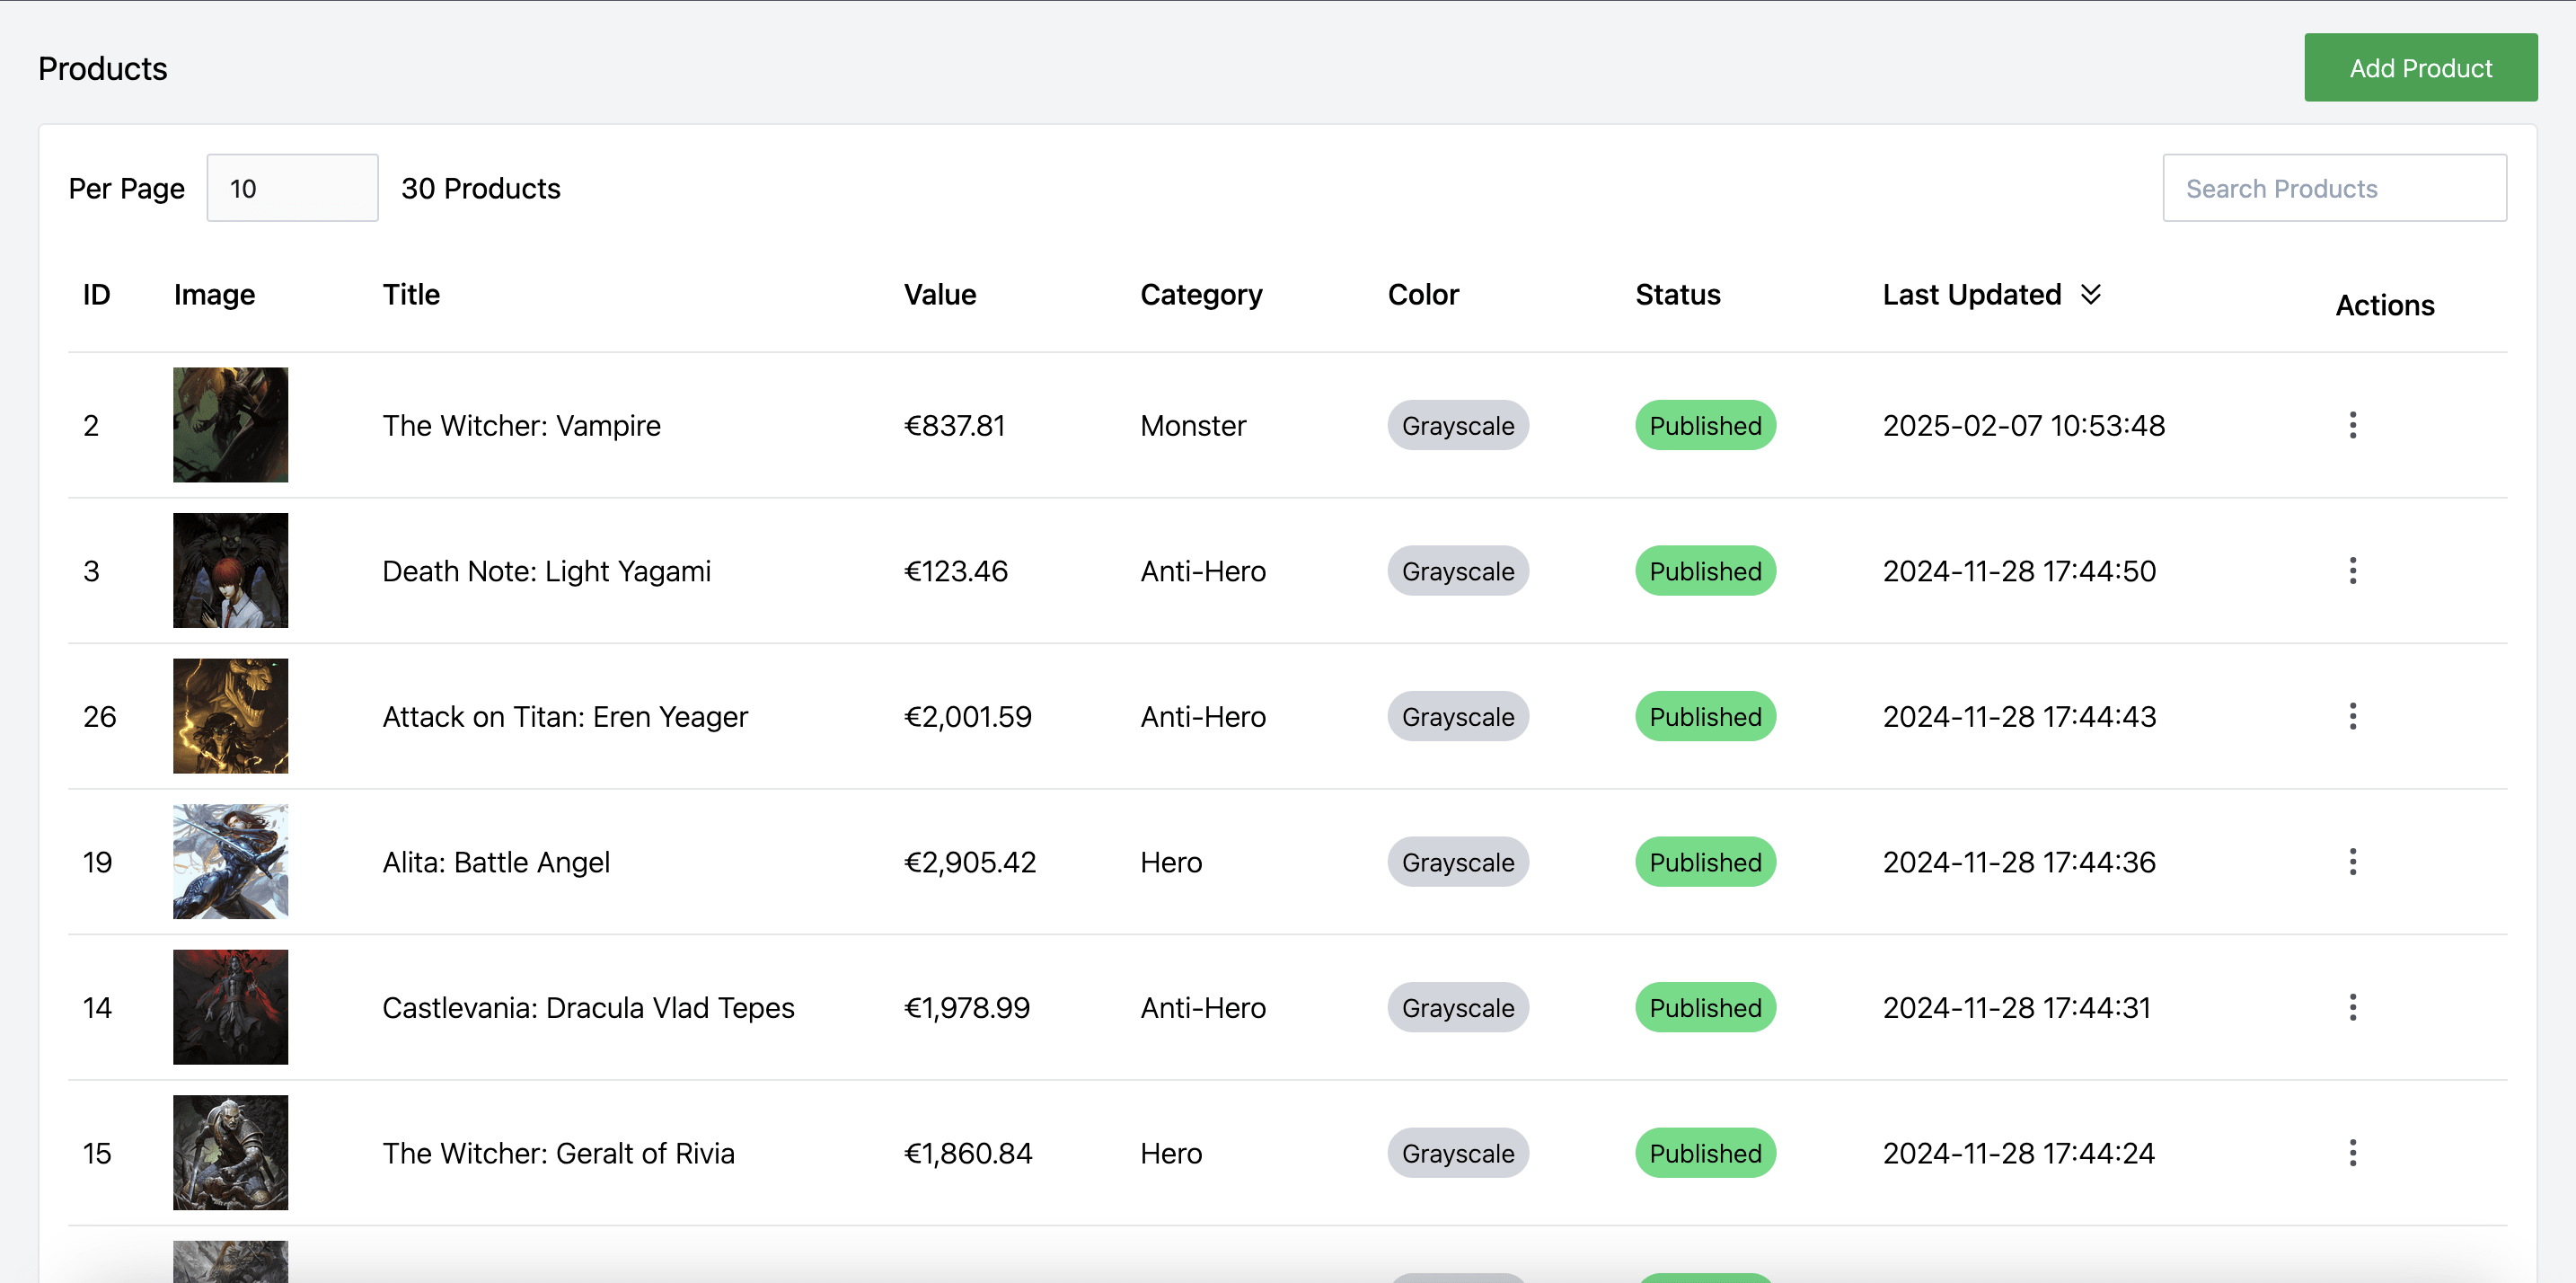 Products
Add Product
Per Page 10 30 Products Search Products
ID Image Title Value Category Color Status Last Updated Actions
2 The Witcher: Vampire €837.81 Monster Grayscale Published 2025-02-07 10:53:48
3 Death Note: Light Yagami €123.46 Anti-Hero Grayscale Published 2024-11-28 17:44:50
26 Attack on Titan: Eren Yeager €2,001.59 Anti-Hero Grayscale Published 2024-11-28 17:44:43
19 Alita: Battle Angel €2,905.42 Hero Grayscale Published 2024-11-28 17:44:36
14 Castlevania: Dracula Vlad Tepes €1,978.99 Anti-Hero Grayscale Published 2024-11-28 17:44:31
15 The Witcher: Geralt of Rivia €1,860.84 Hero Grayscale Published 2024-11-28 17:44:24